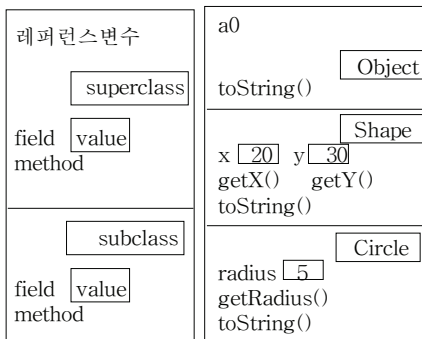 레퍼런스변수
superclass
field value
method
subclass
field value
method
a0
Object
toString()
Shape
x 20 y 30
getX() getY()
toString()
Circle
radius 5
getRadius()
toString()